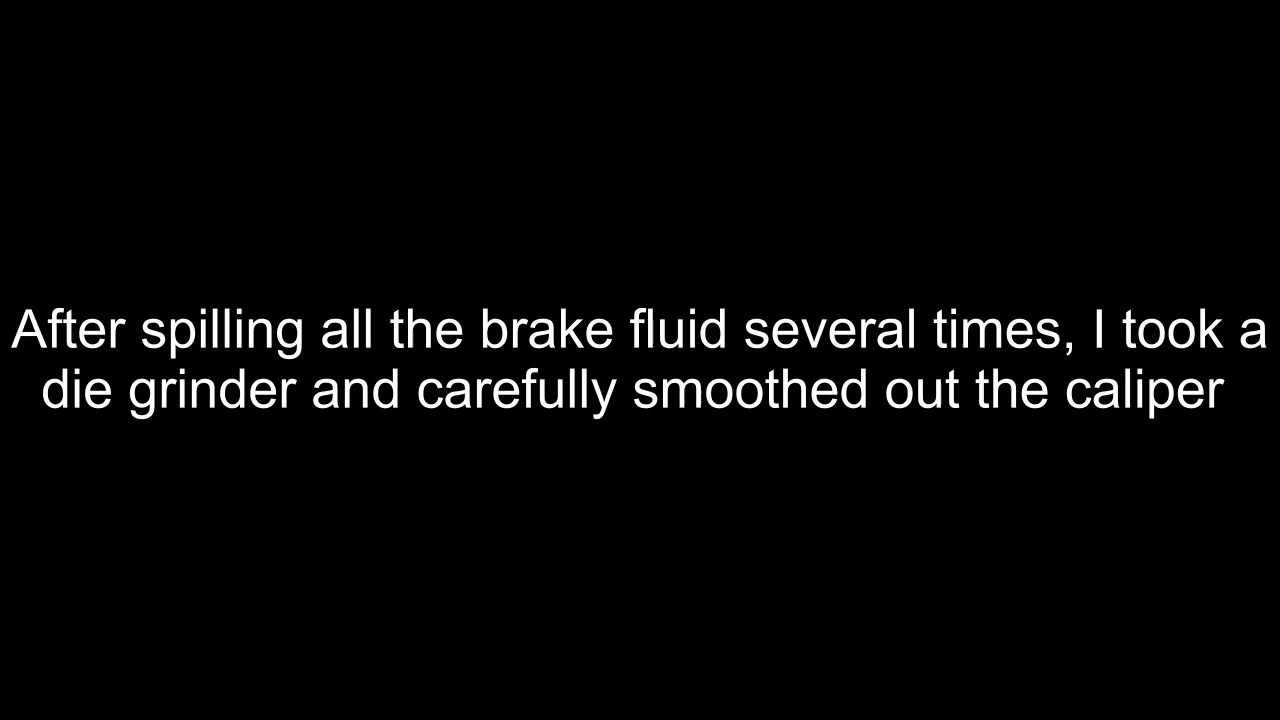 After spilling all the brake fluid several times, I took a
die grinder and carefully smoothed out the caliper